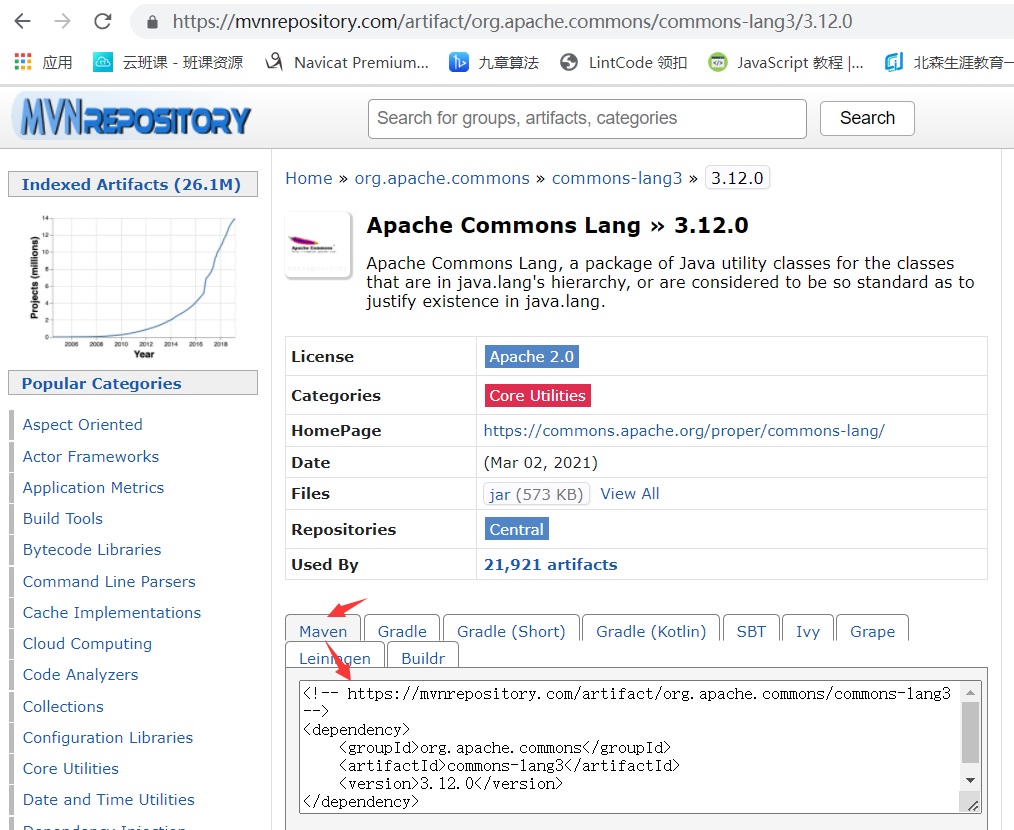 https://mvnrepository.com/artifact/org.apache.commons/commons-lang3/3.12.0
应用 云班课 - 班课资源 Navicat Premium... 九章算法 LintCode 领扣 JavaScript 教程 |... 北森生涯教育一
MVNREPOSITORY
Search for groups, artifacts, categories
Search
Indexed Artifacts (26.1M)
Projects (millions)
14
12
10
8
6
4
2
0
2006 2008 2010 2012 2014 2016 2018
Year
Popular Categories
Aspect Oriented
Actor Frameworks
Application Metrics
Build Tools
Bytecode Libraries
Command Line Parsers
Cache Implementations
Cloud Computing
Code Analyzers
Collections
Configuration Libraries
Core Utilities
Date and Time Utilities
Dependency Injection
Home » org.apache.commons » commons-lang3 » 3.12.0
Apache Commons
Apache Commons Lang » 3.12.0
Apache Commons Lang, a package of Java utility classes for the classes
that are in java.lang's hierarchy, or are considered to be so standard as to
justify existence in java.lang.
License Apache 2.0
Categories Core Utilities
HomePage https://commons.apache.org/proper/commons-lang/
Date (Mar 02, 2021)
Files jar (573 KB) View All
Repositories Central
Used By 21,921 artifacts
Maven Gradle Gradle (Short) Gradle (Kotlin) SBT Ivy Grape
Leiningen Buildr
<!-- https://mvnrepository.com/artifact/org.apache.commons/commons-lang3
-->
<dependency>
<groupId>org.apache.commons</groupId>
<artifactId>commons-lang3</artifactId>
<version>3.12.0</version>
</dependency>